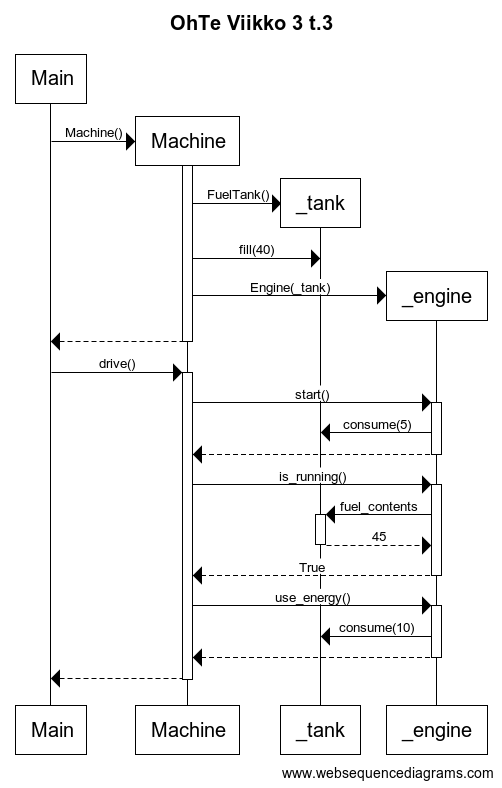 OhTe Viikko 3 t.3
Main
Machine()
Machine
FuelTank()
_tank
fill(40)
Engine(_tank)
_engine
drive()
start()
consume(5)
is_running()
fuel_contents
45
True
use_energy()
consume(10)
Main
Machine
_tank
_engine
www.websequencediagrams.com